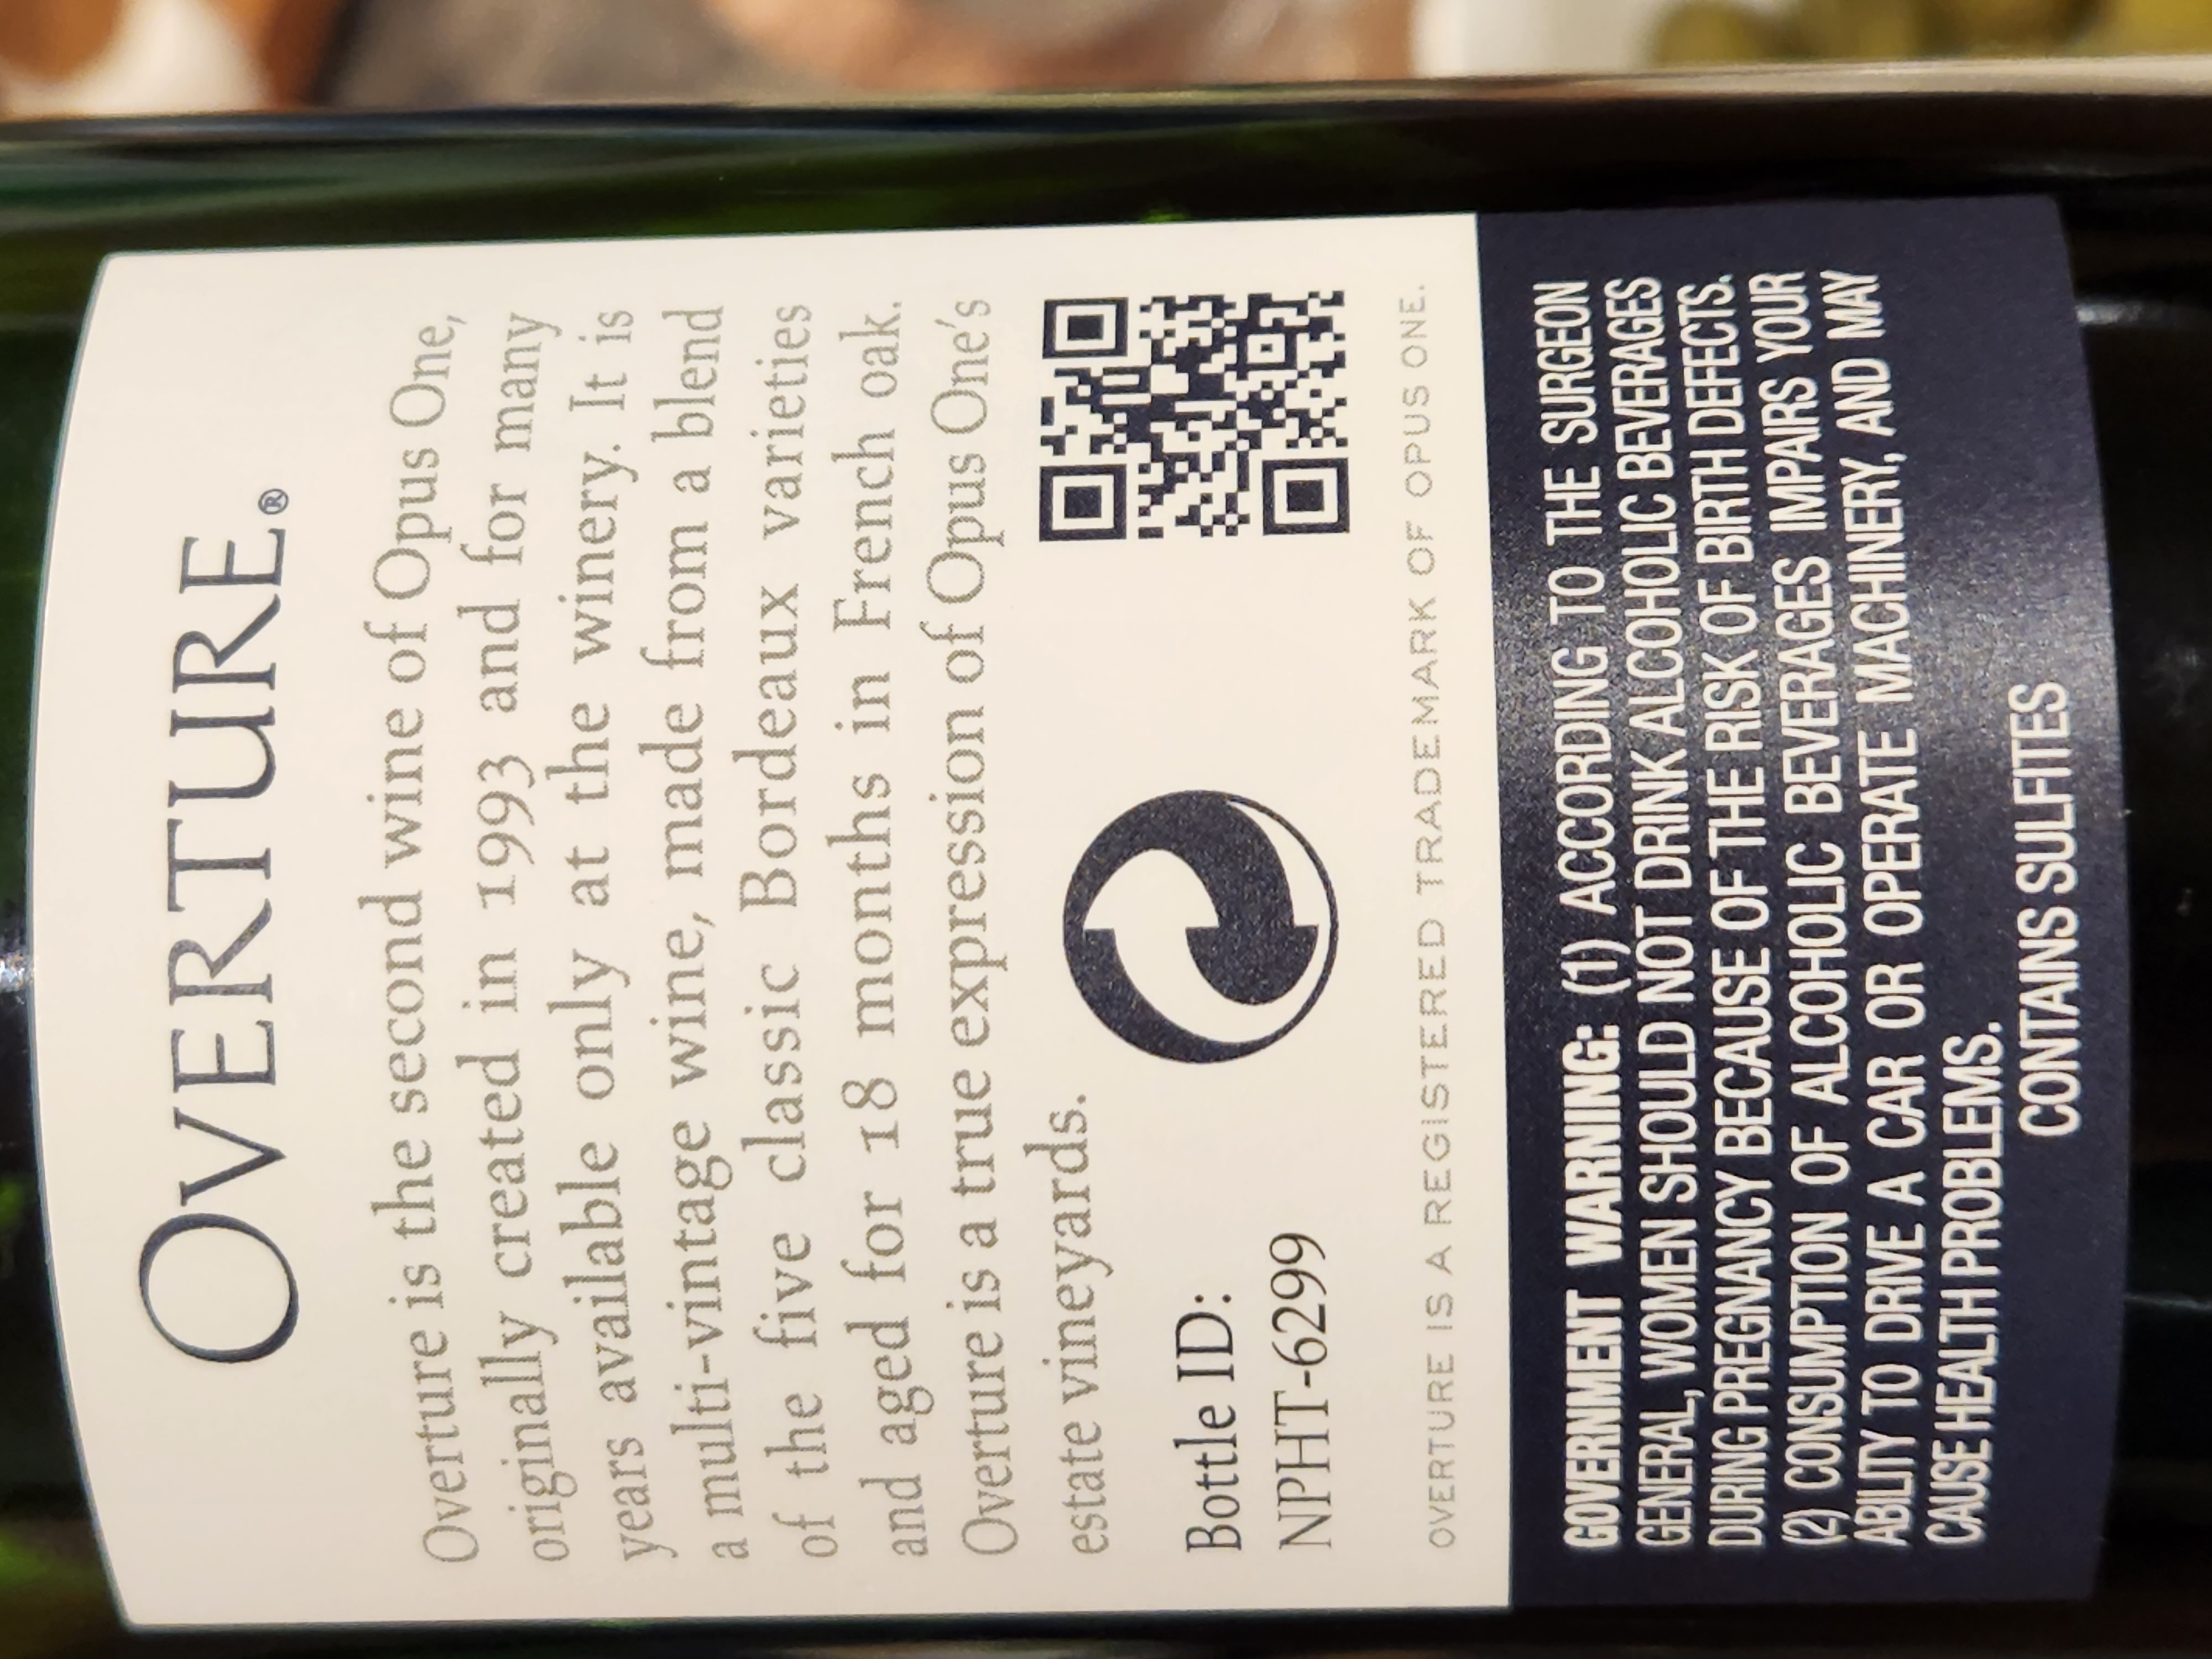 OVERTURE®
Overture is the second wine of Opus One,
originally created in 1993 and for many
years available only at the winery. It is
a multi-vintage wine, made from a blend
of the five classic Bordeaux varieties
and aged for 18 months in French oak.
Overture is a true expression of Opus One's
estate vineyards.
Bottle ID:
NPHT-6299
OVERTURE IS A REGISTERED TRADEMARK OF OPUS ONE.
GOVERNMENT WARNING: (1) ACCORDING TO THE SURGEON
GENERAL, WOMEN SHOULD NOT DRINK ALCOHOLIC BEVERAGES
DURING PREGNANCY BECAUSE OF THE RISK OF BIRTH DEFECTS.
(2) CONSUMPTION OF ALCOHOLIC BEVERAGES IMPAIRS YOUR
ABILITY TO DRIVE A CAR OR OPERATE MACHINERY, AND MAY
CAUSE HEALTH PROBLEMS.
CONTAINS SULFITES